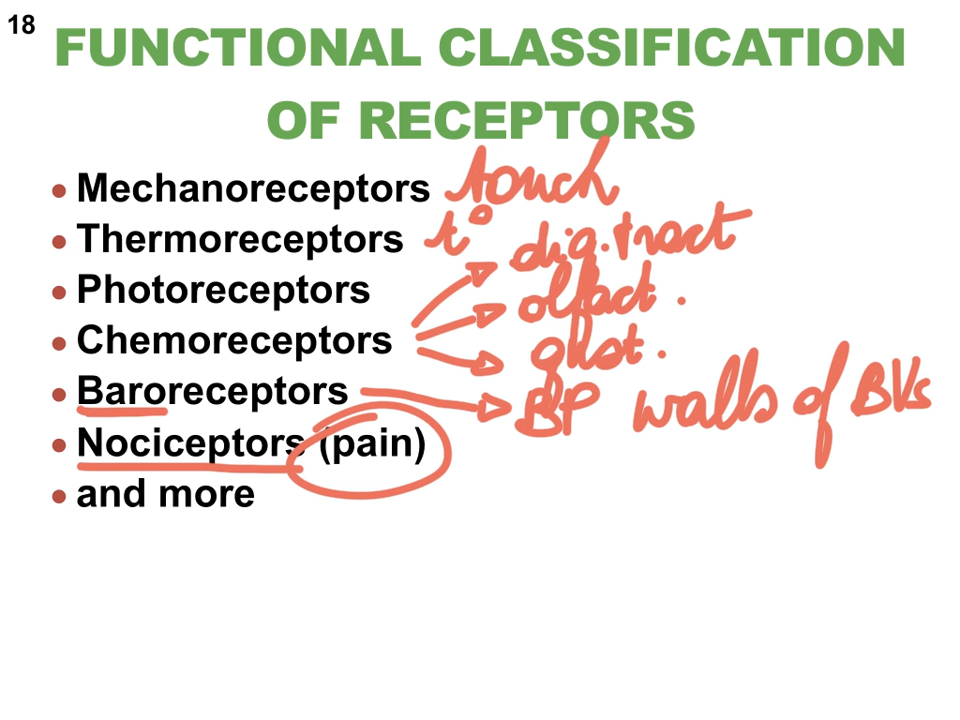 18
FUNCTIONAL CLASSIFICATION
OF RECEPTORS
• Mechanoreceptors touch
• Thermoreceptors t°
dig.tract
• Photoreceptors
olfact.
• Chemoreceptors
gust.
• Baroreceptors BP walls of BVs
• Nociceptors (pain)
• and more